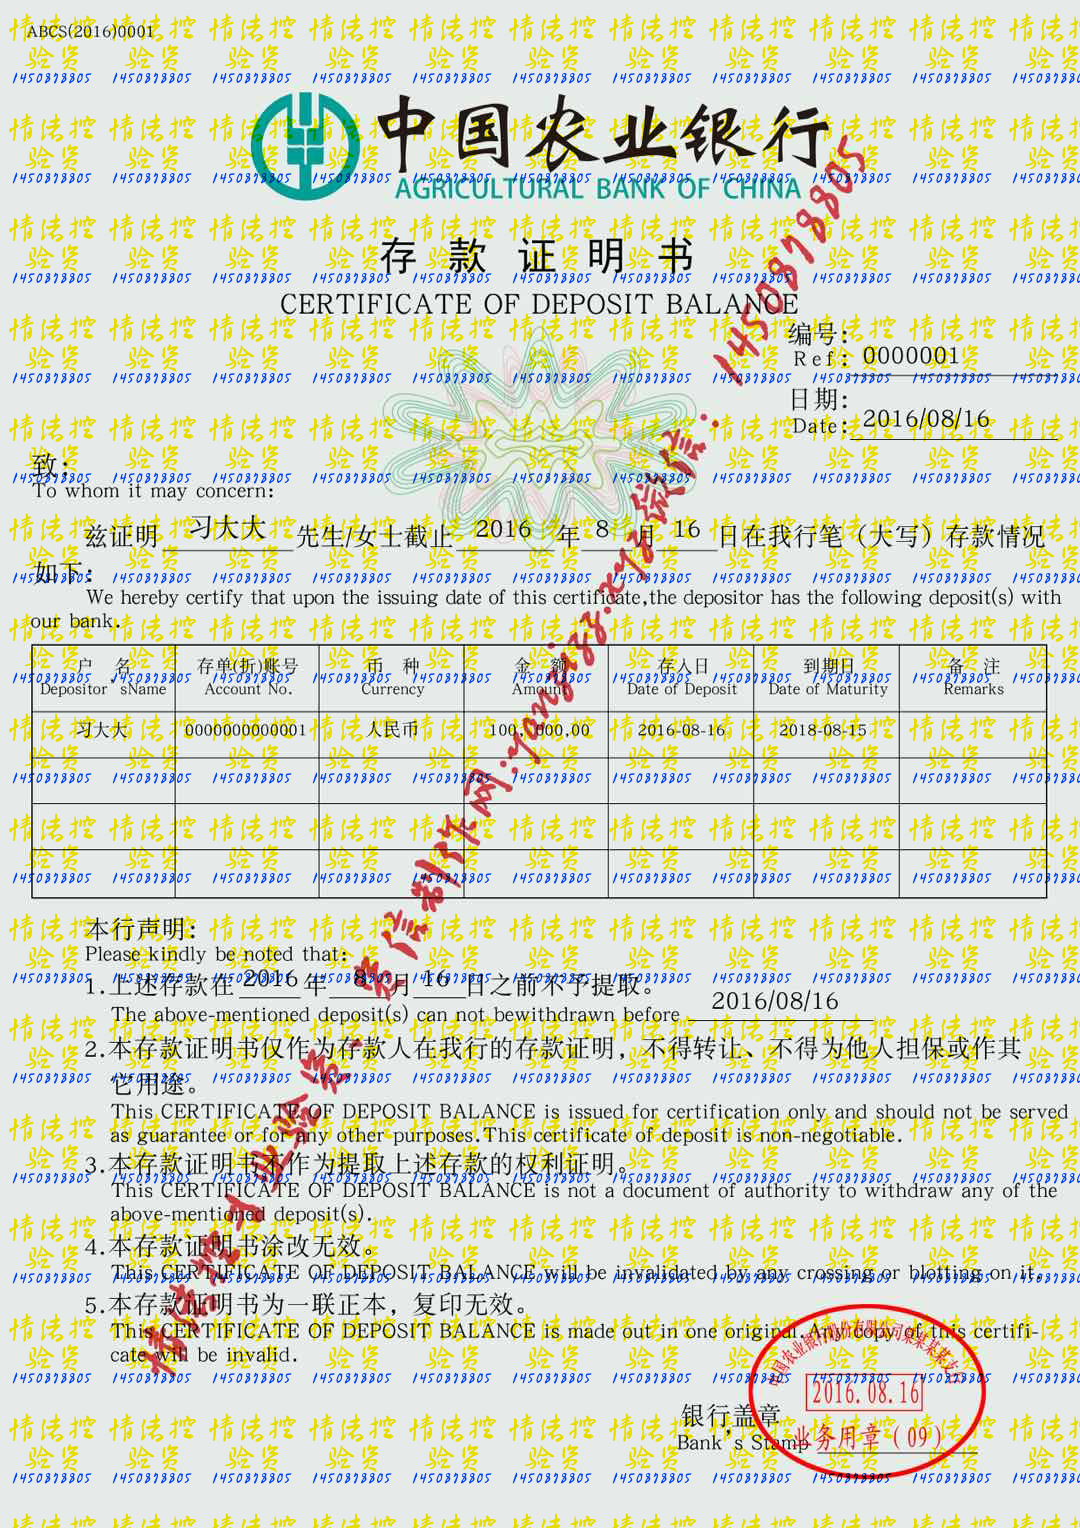 ABCS(2016)0001
中国农业银行
AGRICULTURAL BANK OF CHINA
存款证明书
CERTIFICATE OF DEPOSIT BALANCE
编号:
Ref: 0000001
日期:
Date: 2016/08/16
致:
To whom it may concern:
兹证明 习大大 先生/女士截止 2016 年 8 月 16 日在我行笔（大写）存款情况
如下:
We hereby certify that upon the issuing date of this certificate,the depositor has the following deposit(s) with
our bank.
户 名 存单(折)账号 币 种 金 额 存入日 到期日 备 注
Depositor'sName Account No. Currency Amount Date of Deposit Date of Maturity Remarks
习大大 0000000000001 人民币 100,000.00 2016-08-16 2018-08-15
本行声明:
Please kindly be noted that:
1.上述存款在 2016 年 8 月 16 日之前不予提取。
The above-mentioned deposit(s) can not bewithdrawn before 2016/08/16
2.本存款证明书仅作为存款人在我行的存款证明，不得转让、不得为他人担保或作其
它用途。
This CERTIFICATE OF DEPOSIT BALANCE is issued for certification only and should not be served
as guarantee or for any other purposes.This certificate of deposit is non-negotiable.
3.本存款证明书不作为提取上述存款的权利证明。
This CERTIFICATE OF DEPOSIT BALANCE is not a document of authority to withdraw any of the
above-mentioned deposit(s).
4.本存款证明书涂改无效。
This CERTIFICATE OF DEPOSIT BALANCE will be invalidated by any crossing or blotting on it.
5.本存款证明书为一联正本，复印无效。
This CERTIFICATE OF DEPOSIT BALANCE is made out in one original.Any copy of this certifi-
cate will be invalid.
银行盖章
Bank's Stamp
2016.08.16
业务用章（09）